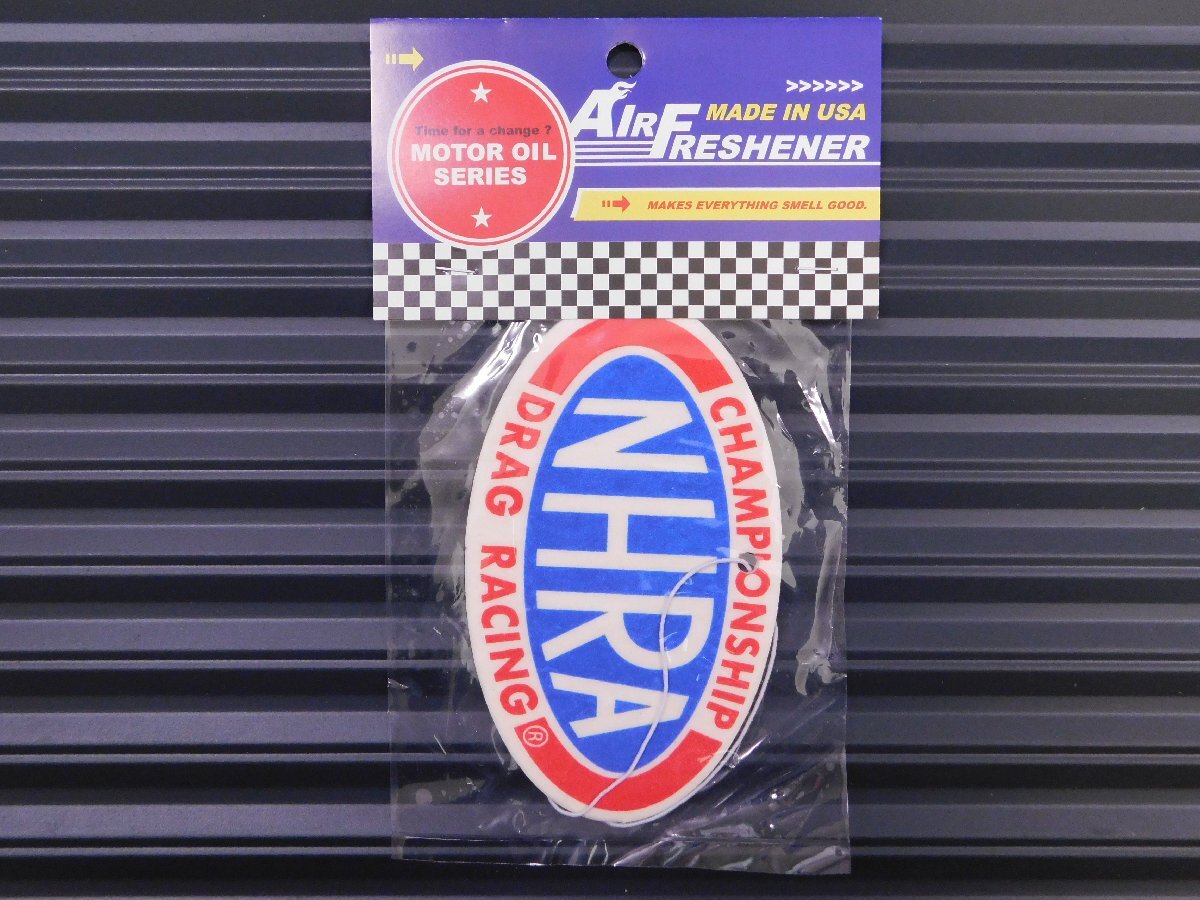 Time for a change ?
MOTOR OIL
SERIES
>>>>>>
AIR FRESHENER
MADE IN USA
MAKES EVERYTHING SMELL GOOD.
CHAMPIONSHIP
NHRA
DRAG RACING®